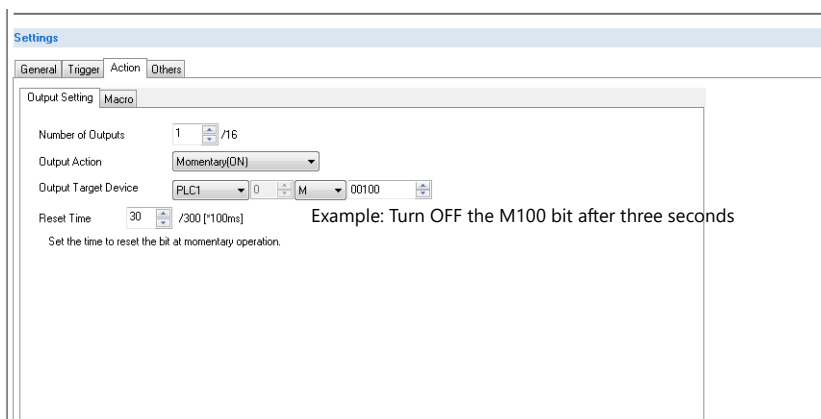 Settings
General Trigger Action Others
Output Setting Macro
Number of Outputs 1 /16
Output Action Momentary(ON)
Output Target Device PLC1 0 M 00100
Reset Time 30 /300 [*100ms] Example: Turn OFF the M100 bit after three seconds
Set the time to reset the bit at momentary operation.